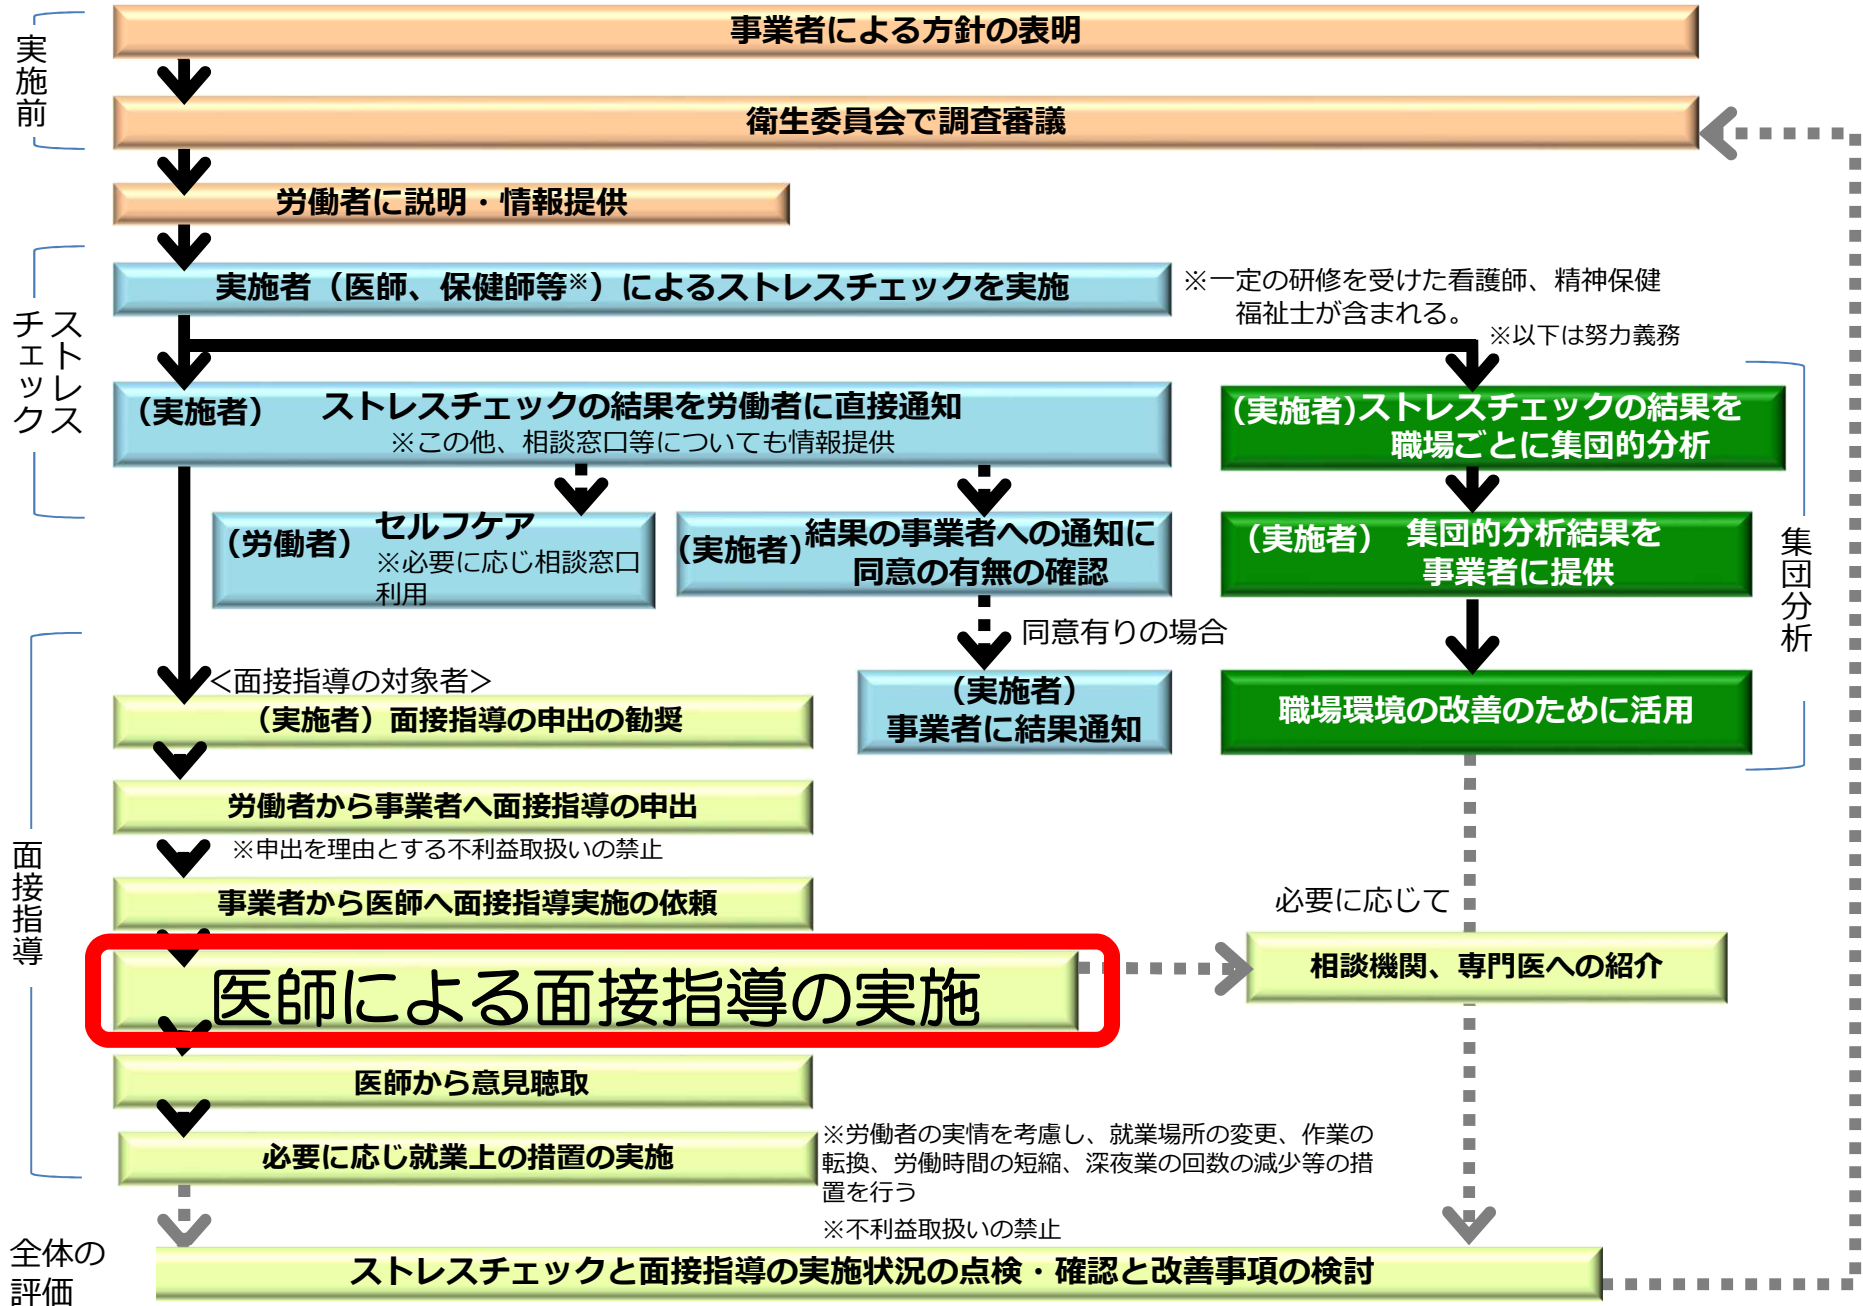 実施前
事業者による方針の表明
衛生委員会で調査審議
労働者に説明・情報提供
ストレス
チェック
実施者（医師、保健師等※）によるストレスチェックを実施
※一定の研修を受けた看護師、精神保健
福祉士が含まれる。
※以下は努力義務
（実施者） ストレスチェックの結果を労働者に直接通知
※この他、相談窓口等についても情報提供
（労働者） セルフケア
※必要に応じ相談窓口
利用
（実施者） 結果の事業者への通知に
同意の有無の確認
同意有りの場合
（実施者）
事業者に結果通知
集団分析
（実施者）ストレスチェックの結果を
職場ごとに集団的分析
（実施者） 集団的分析結果を
事業者に提供
職場環境の改善のために活用
面接指導
＜面接指導の対象者＞
（実施者）面接指導の申出の勧奨
労働者から事業者へ面接指導の申出
※申出を理由とする不利益取扱いの禁止
事業者から医師へ面接指導実施の依頼
医師による面接指導の実施
必要に応じて
相談機関、専門医への紹介
医師から意見聴取
必要に応じ就業上の措置の実施
※労働者の実情を考慮し、就業場所の変更、作業の
転換、労働時間の短縮、深夜業の回数の減少等の措
置を行う
※不利益取扱いの禁止
全体の
評価
ストレスチェックと面接指導の実施状況の点検・確認と改善事項の検討